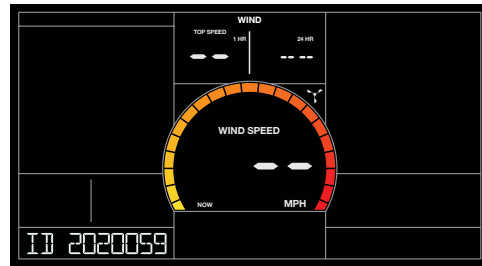 WIND
TOP SPEED
1 HR 24 HR
-- -- --
WIND SPEED
--
NOW MPH
ID 2020059